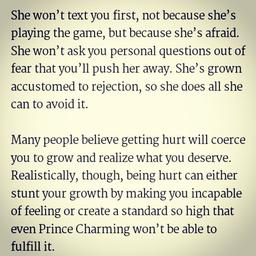 She won't text you first, not because she's
playing the game, but because she's afraid.
She won't ask you personal questions out of
fear that you'll push her away. She's grown
accustomed to rejection, so she does all she
can to avoid it.
Many people believe getting hurt will coerce
you to grow and realize what you deserve.
Realistically, though, being hurt can either
stunt your growth by making you incapable
of feeling or create a standard so high that
even Prince Charming won't be able to
fulfill it.